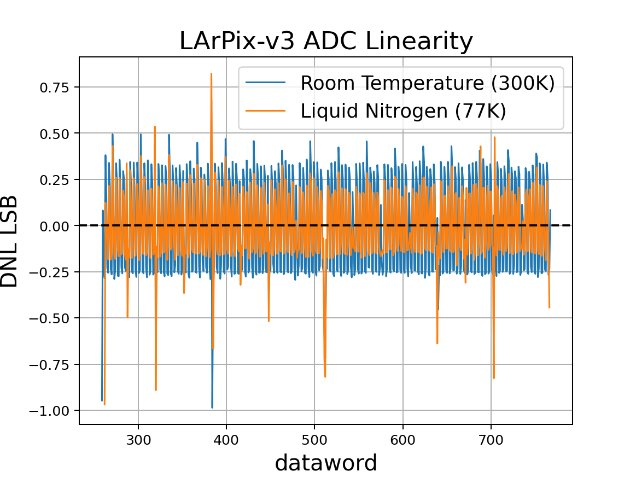 LArPix-v3 ADC Linearity
Room Temperature (300K)
Liquid Nitrogen (77K)
0.75
0.50
0.25
0.00
−0.25
−0.50
−0.75
−1.00
DNL LSB
300 400 500 600 700
dataword